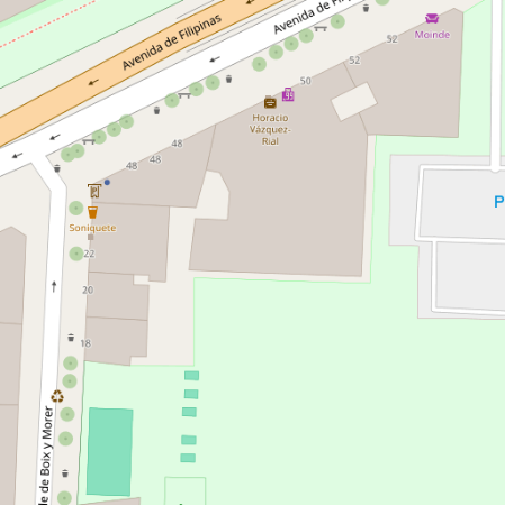 Avenida de Filipinas
Avenida de Fi
52
Moinde
52
50
Horacio
Vázquez-
Rial
48
48
48
P
Soniquete
22
20
18
lle de Boix y Morer